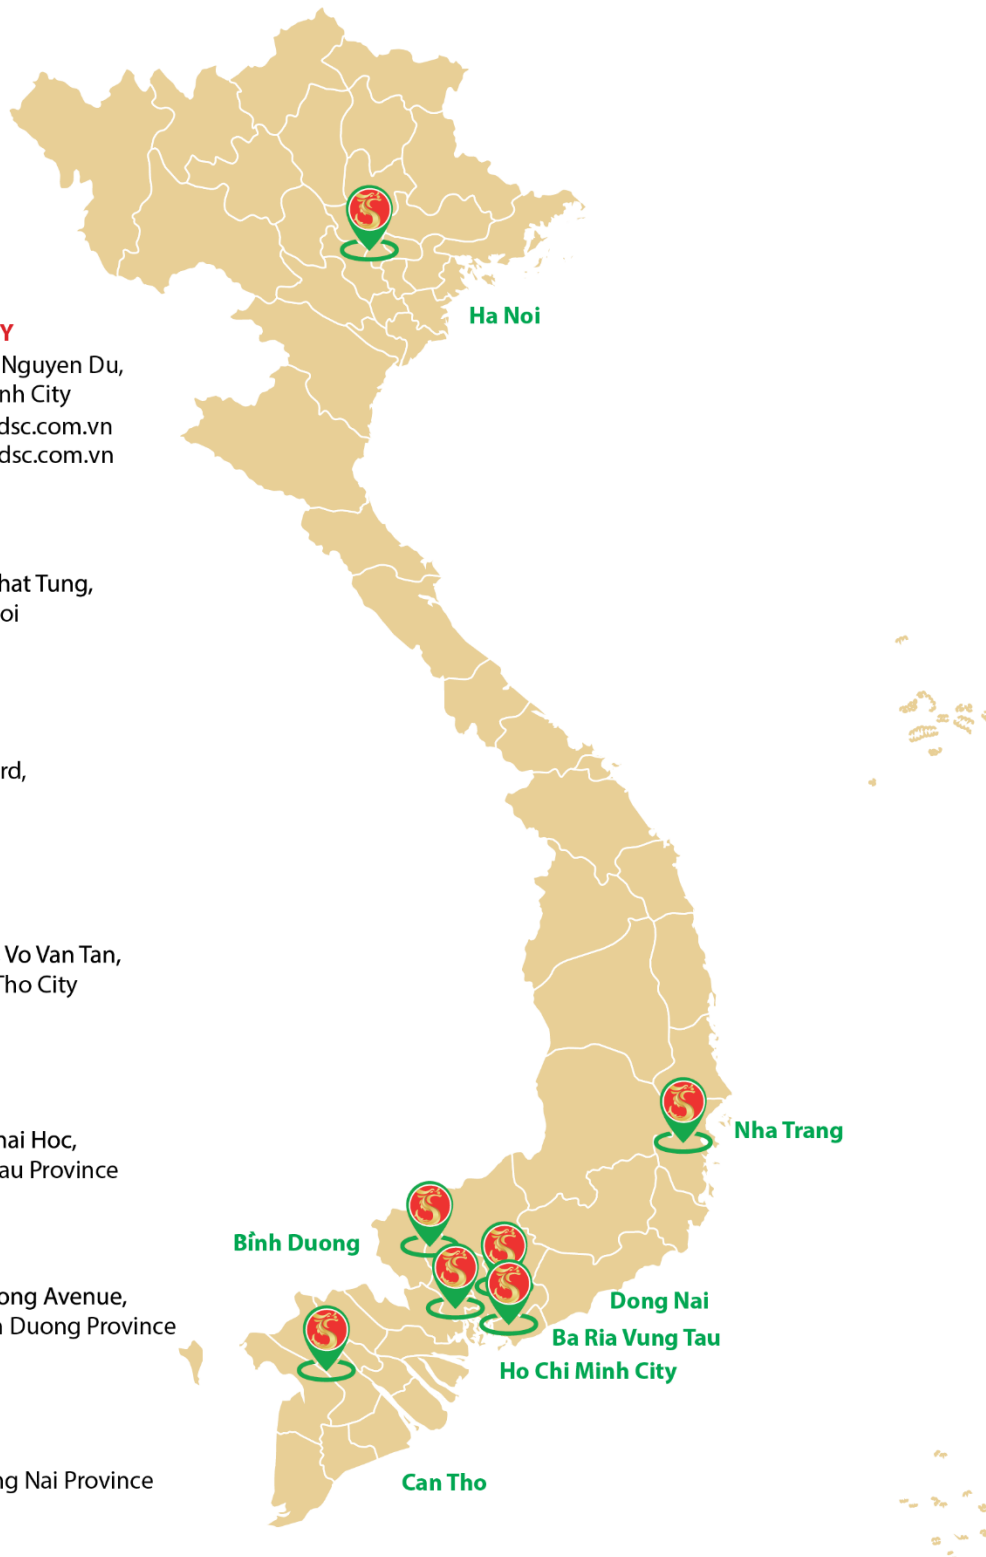 Y
Nguyen Du,
nh City
dsc.com.vn
dsc.com.vn
hat Tung,
oi
rd,
Vo Van Tan,
Tho City
hai Hoc,
au Province
ong Avenue,
n Duong Province
ng Nai Province
Ha Noi
Nha Trang
Bình Duong
Dong Nai
Ba Ria Vung Tau
Ho Chi Minh City
Can Tho